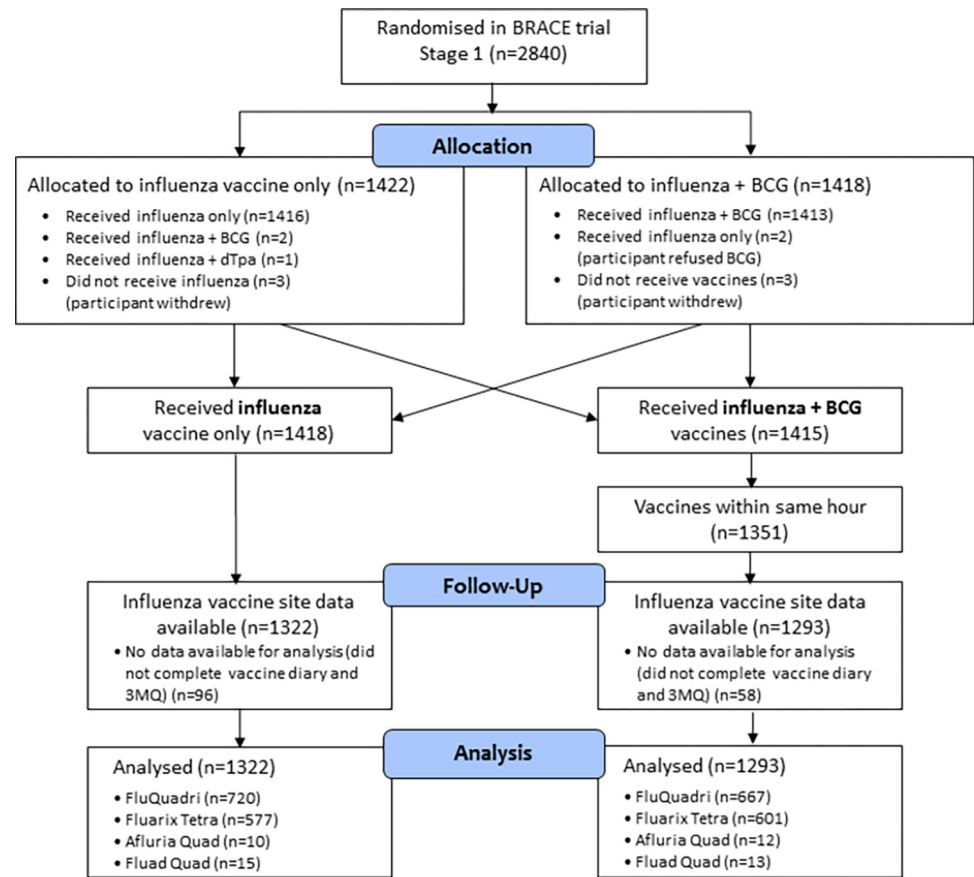 Randomised in BRACE trial
Stage 1 (n=2840)
Allocation
Allocated to influenza vaccine only (n=1422)
• Received influenza only (n=1416)
• Received influenza + BCG (n=2)
• Received influenza + dTpa (n=1)
• Did not receive influenza (n=3)
(participant withdrew)
Allocated to influenza + BCG (n=1418)
• Received influenza + BCG (n=1413)
• Received influenza only (n=2)
(participant refused BCG)
• Did not receive vaccines (n=3)
(participant withdrew)
Received influenza
vaccine only (n=1418)
Received influenza + BCG
vaccines (n=1415)
Vaccines within same hour
(n=1351)
Follow-Up
Influenza vaccine site data
available (n=1322)
• No data available for analysis (did
not complete vaccine diary and
3MQ) (n=96)
Influenza vaccine site data
available (n=1293)
• No data available for analysis
(did not complete vaccine diary
and 3MQ) (n=58)
Analysis
Analysed (n=1322)
• FluQuadri (n=720)
• Fluarix Tetra (n=577)
• Afluria Quad (n=10)
• Fluad Quad (n=15)
Analysed (n=1293)
• FluQuadri (n=667)
• Fluarix Tetra (n=601)
• Afluria Quad (n=12)
• Fluad Quad (n=13)